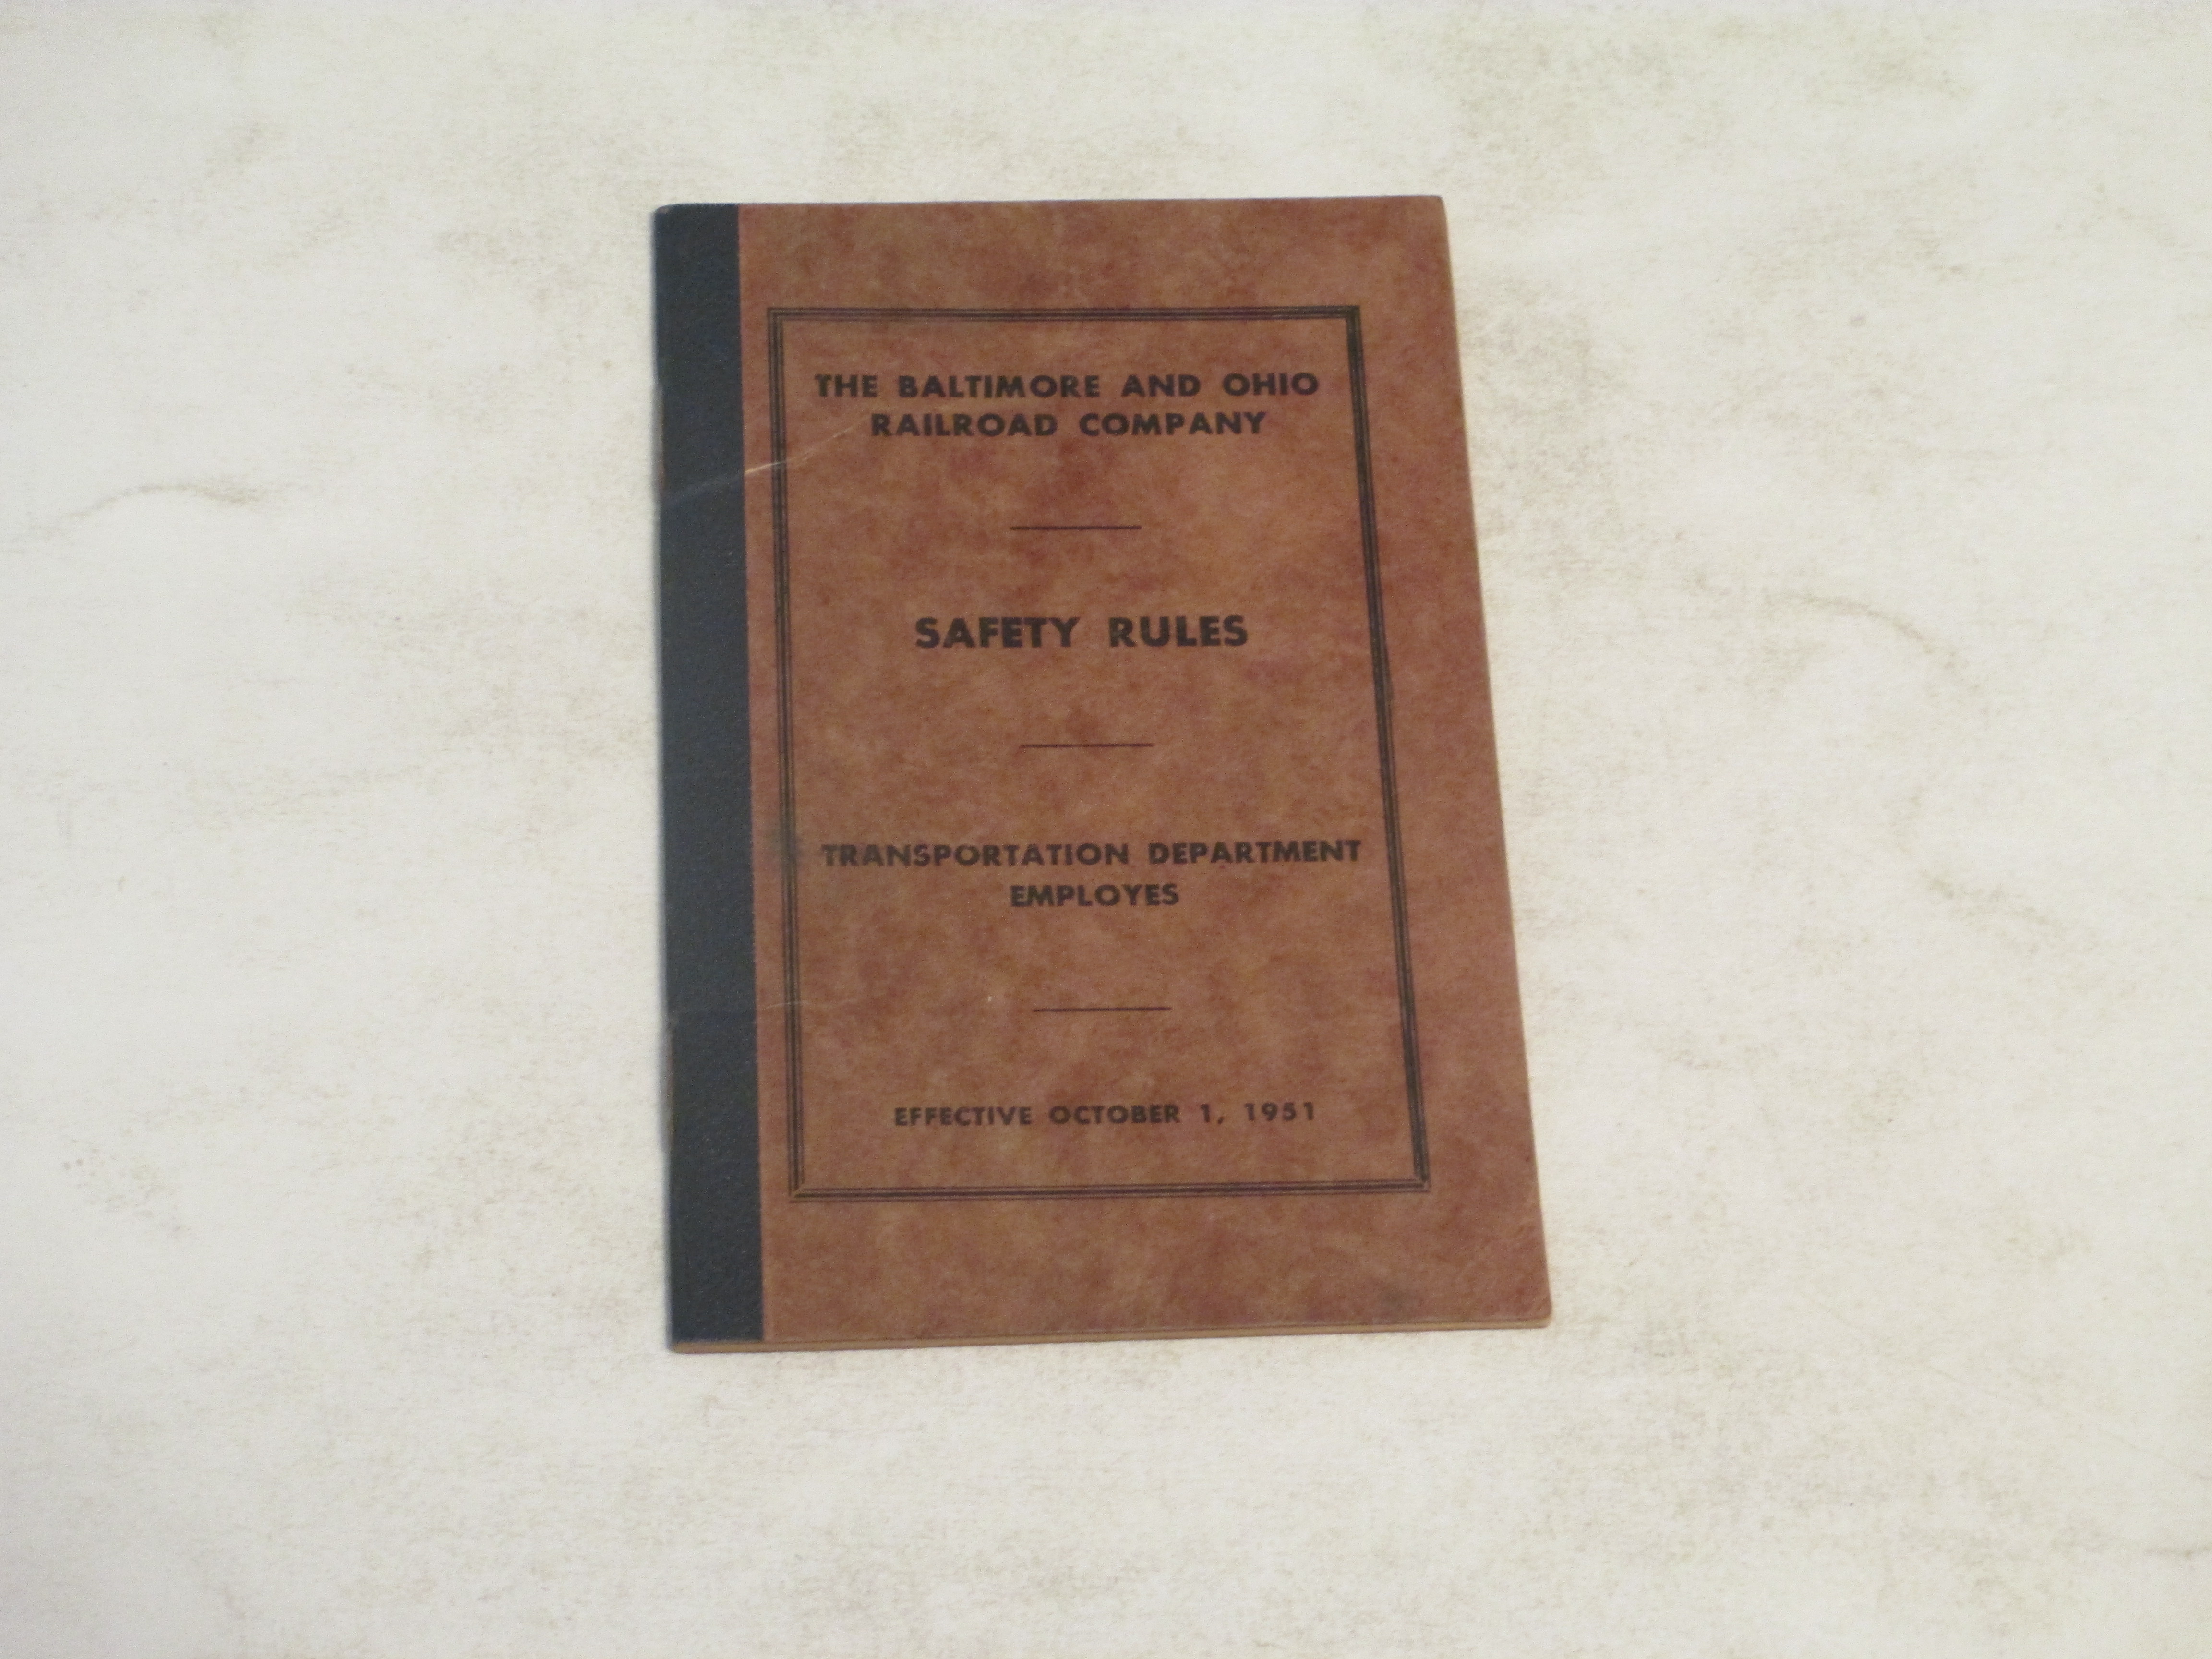 THE BALTIMORE AND OHIO
RAILROAD COMPANY
SAFETY RULES
TRANSPORTATION DEPARTMENT
EMPLOYES
EFFECTIVE OCTOBER 1, 1951